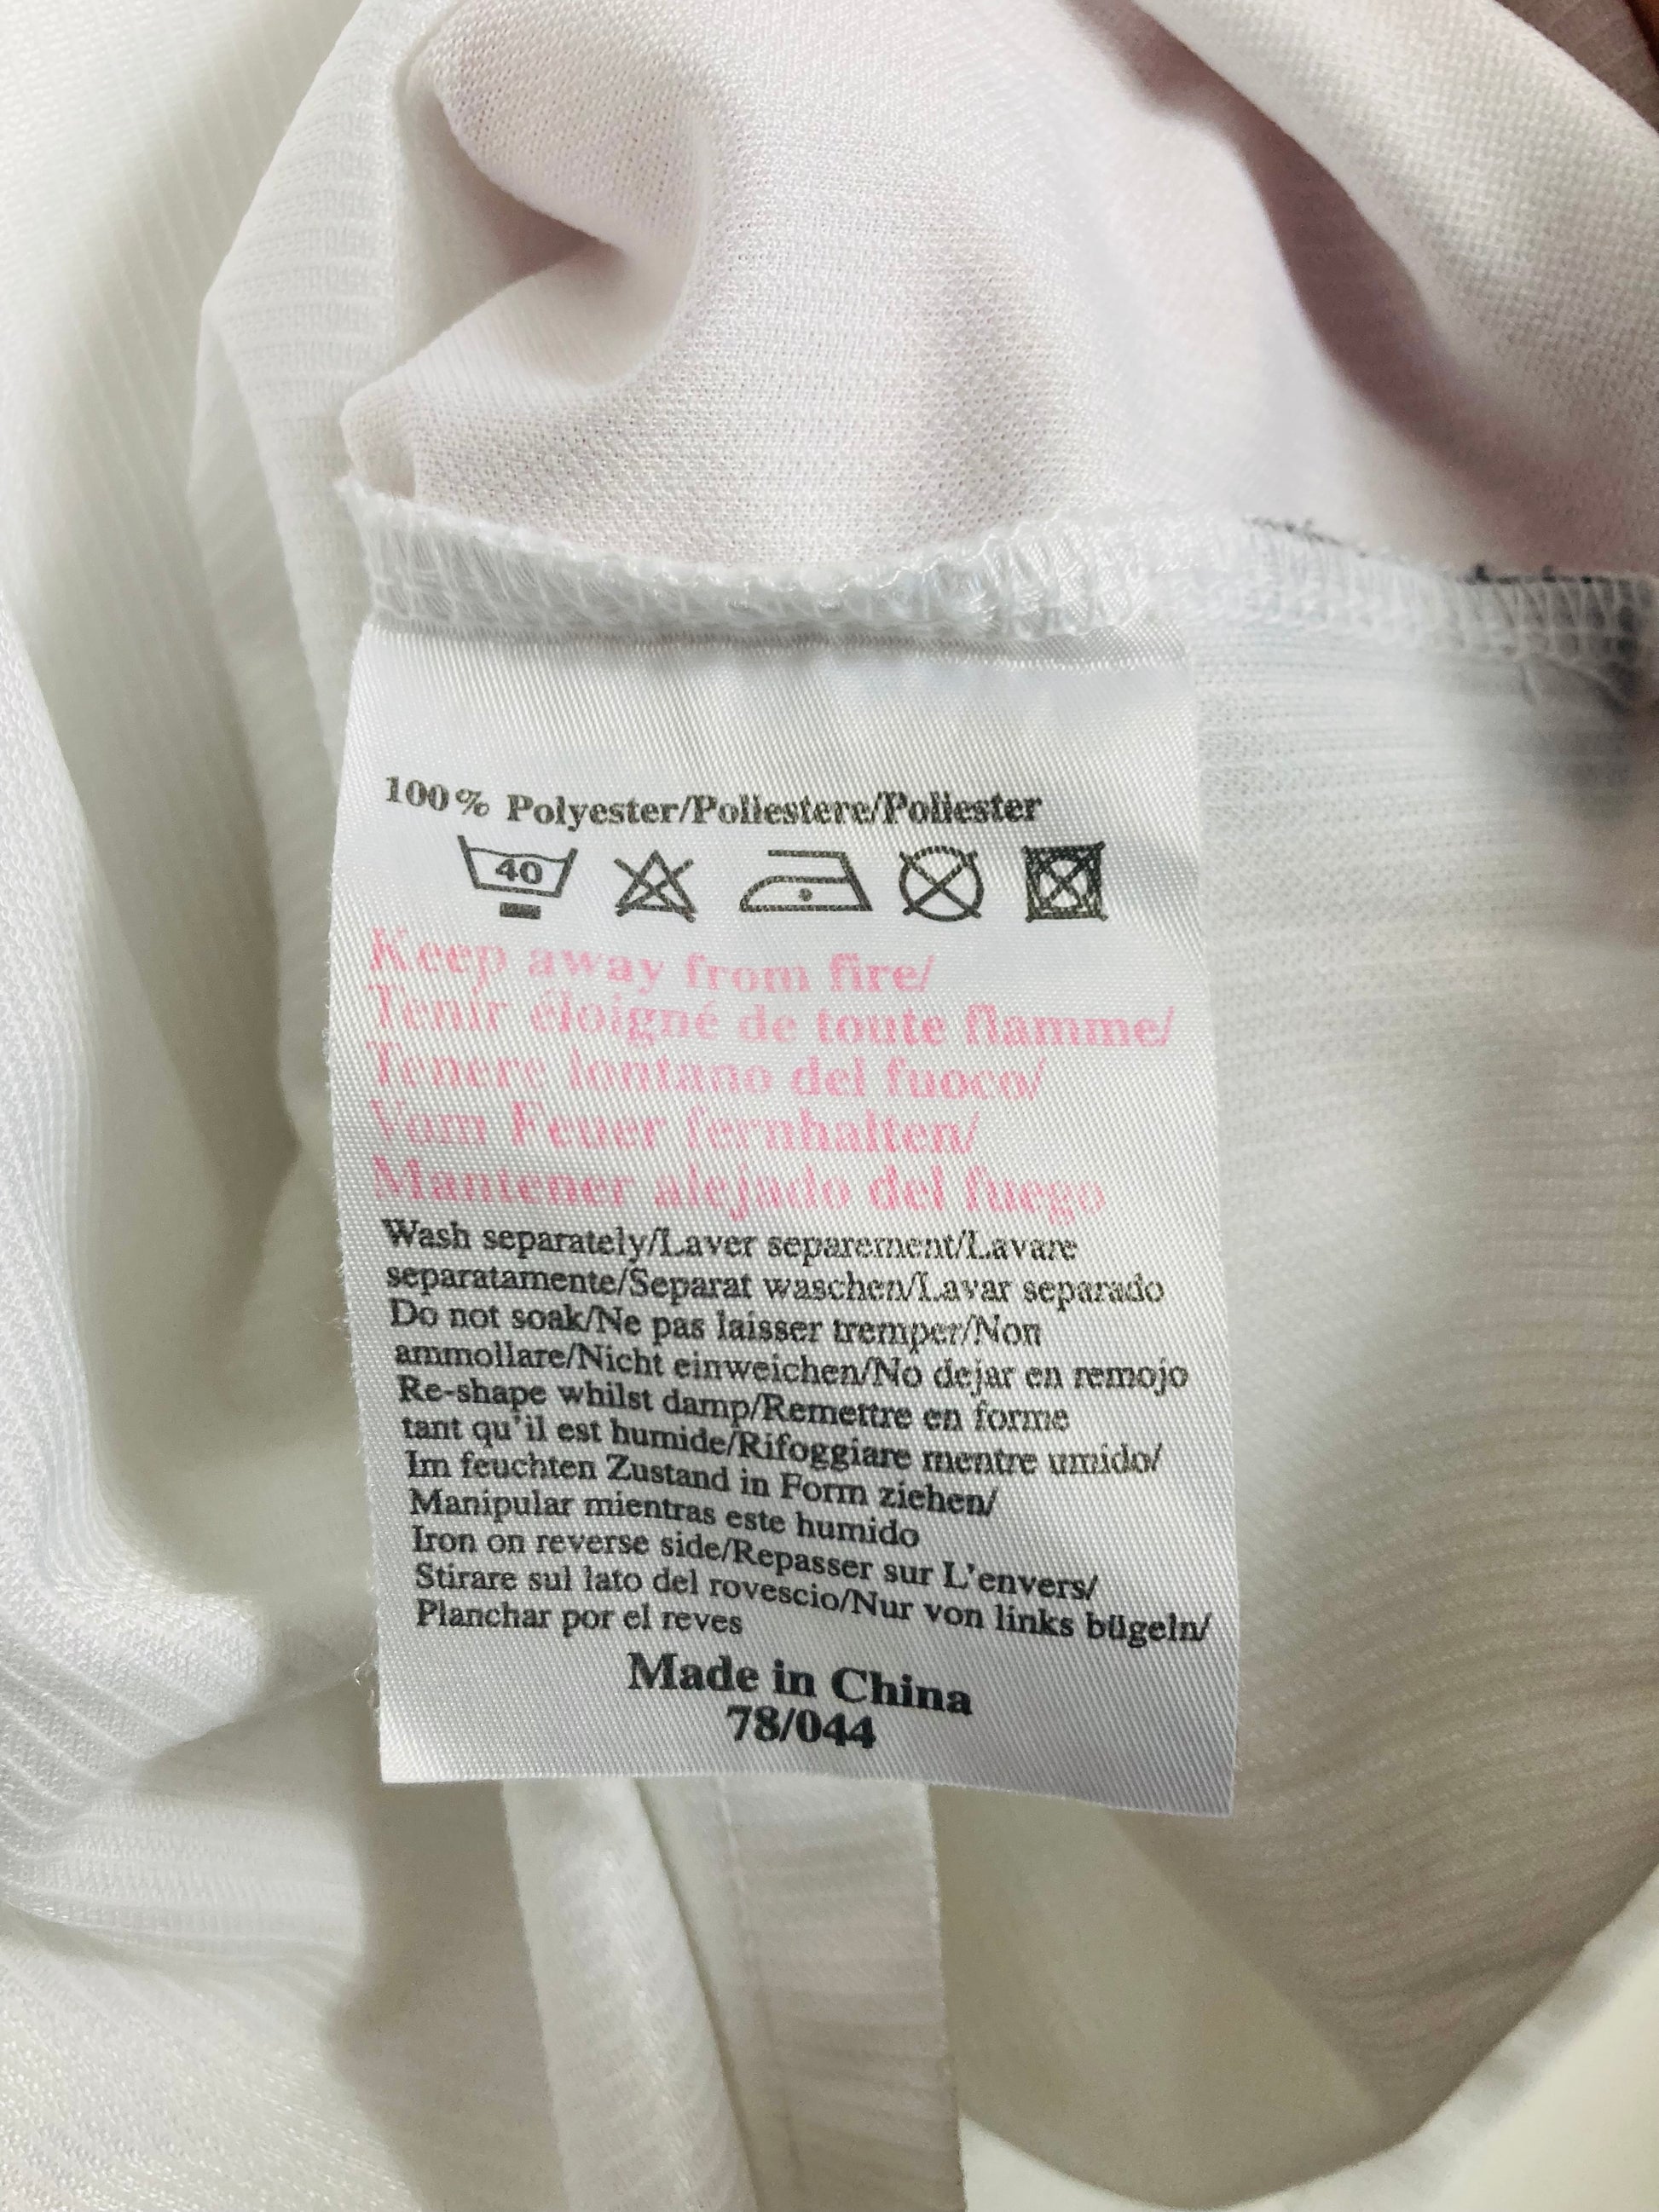 100% Polyester/Poliestere/Poliester
40
Keep away from fire/
Tenir éloigné de toute flamme/
Tenere lontano del fuoco/
Vom Feuer fernhalten/
Mantener alejado del fuego
Wash separately/Laver separement/Lavare
separatamente/Separat waschen/Lavar separado
Do not soak/Ne pas laisser tremper/Non
ammollare/Nicht einweichen/No dejar en remojo
Re-shape whilst damp/Remettre en forme
tant qu'il est humide/Rifoggiare mentre umido/
Im feuchten Zustand in Form ziehen/
Manipular mientras este humido
Iron on reverse side/Repasser sur L'envers/
Stirare sul lato del rovescio/Nur von links bügeln/
Planchar por el reves
Made in China
78/044